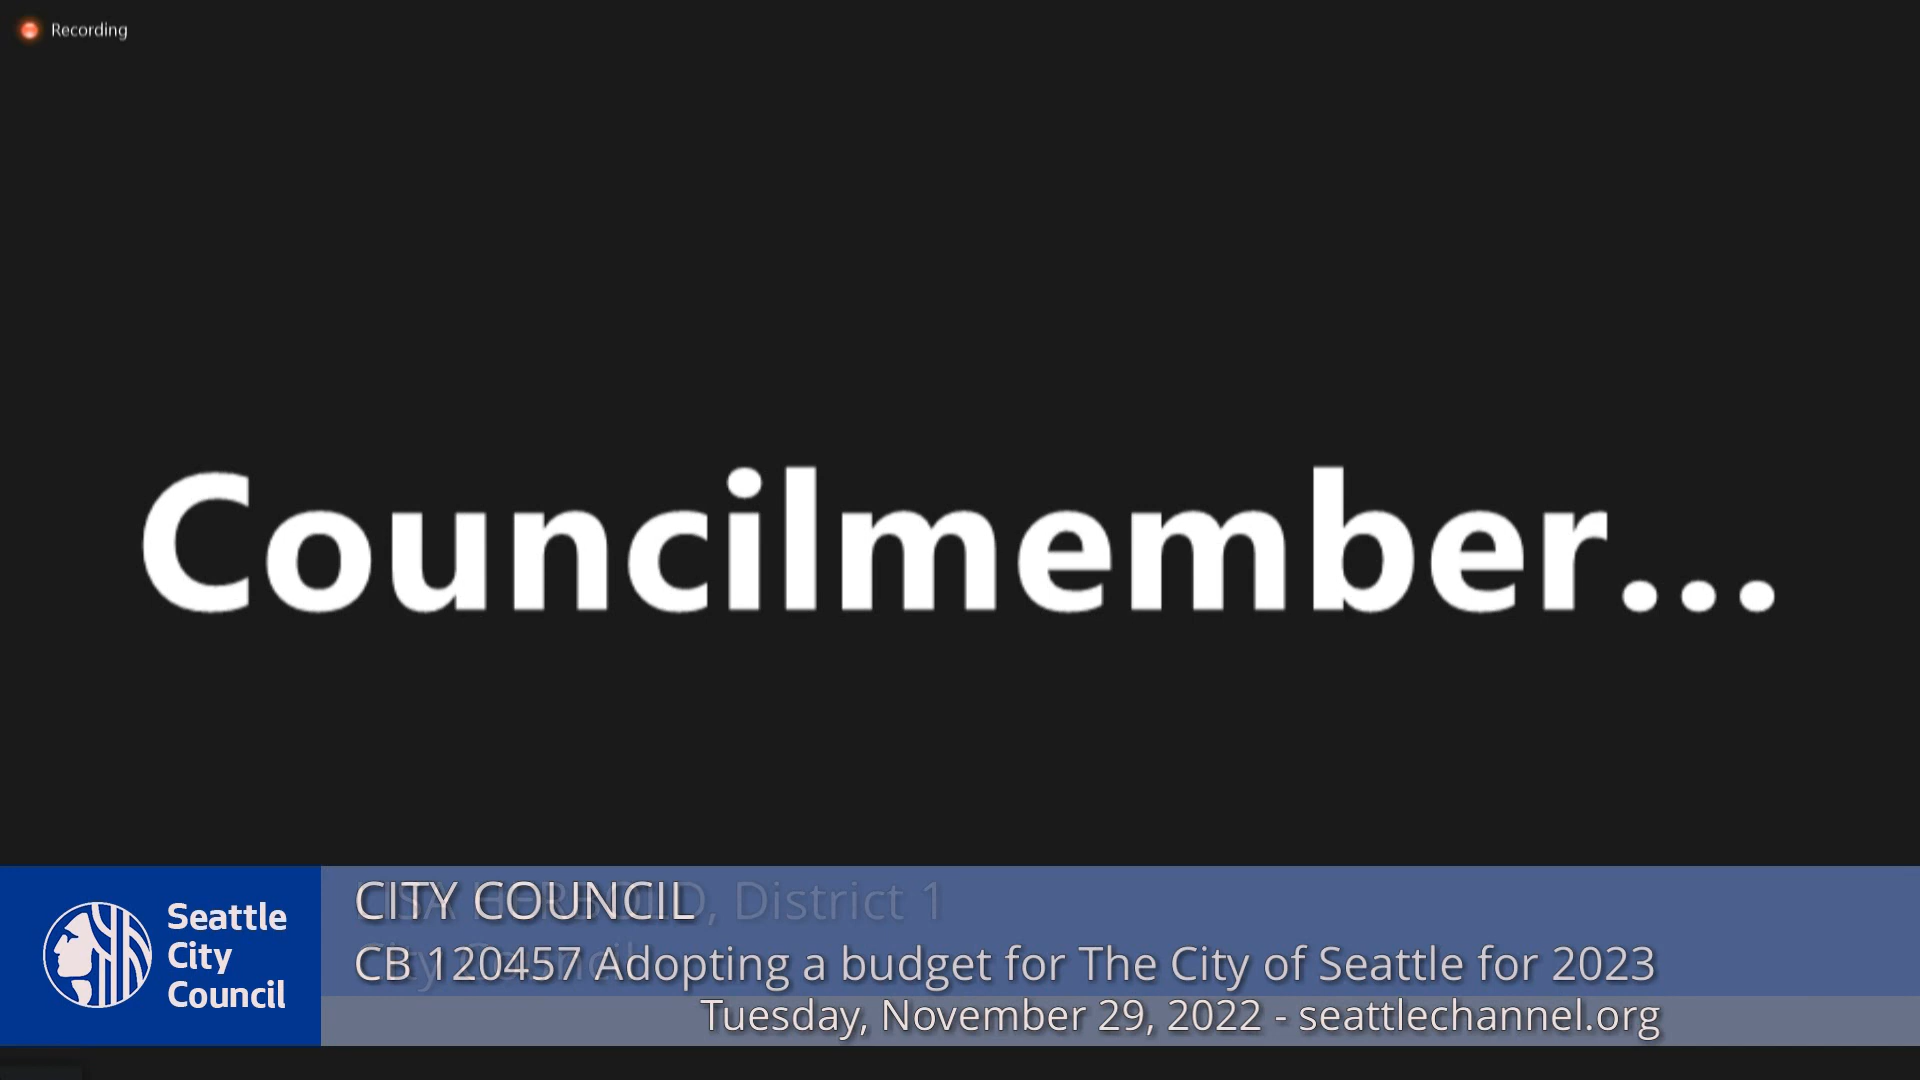 Recording
Councilmember...
Seattle
City
Council
CITY COUNCIL
, District 1
CB 120457 Adopting a budget for The City of Seattle for 2023
Tuesday, November 29, 2022 - seattlechannel.org